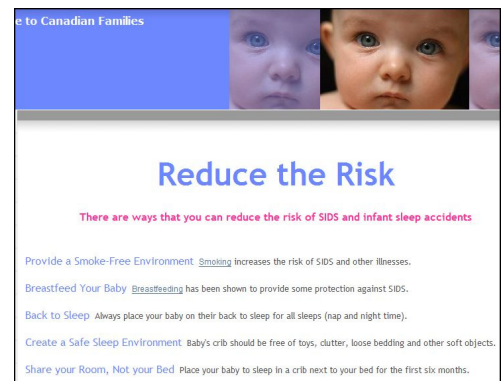 e to Canadian Families
Reduce the Risk
There are ways that you can reduce the risk of SIDS and infant sleep accidents
Provide a Smoke-Free Environment Smoking increases the risk of SIDS and other illnesses.
Breastfeed Your Baby Breastfeeding has been shown to provide some protection against SIDS.
Back to Sleep Always place your baby on their back to sleep for all sleeps (nap and night time).
Create a Safe Sleep Environment Baby's crib should be free of toys, clutter, loose bedding and other soft objects.
Share your Room, Not your Bed Place your baby to sleep in a crib next to your bed for the first six months.